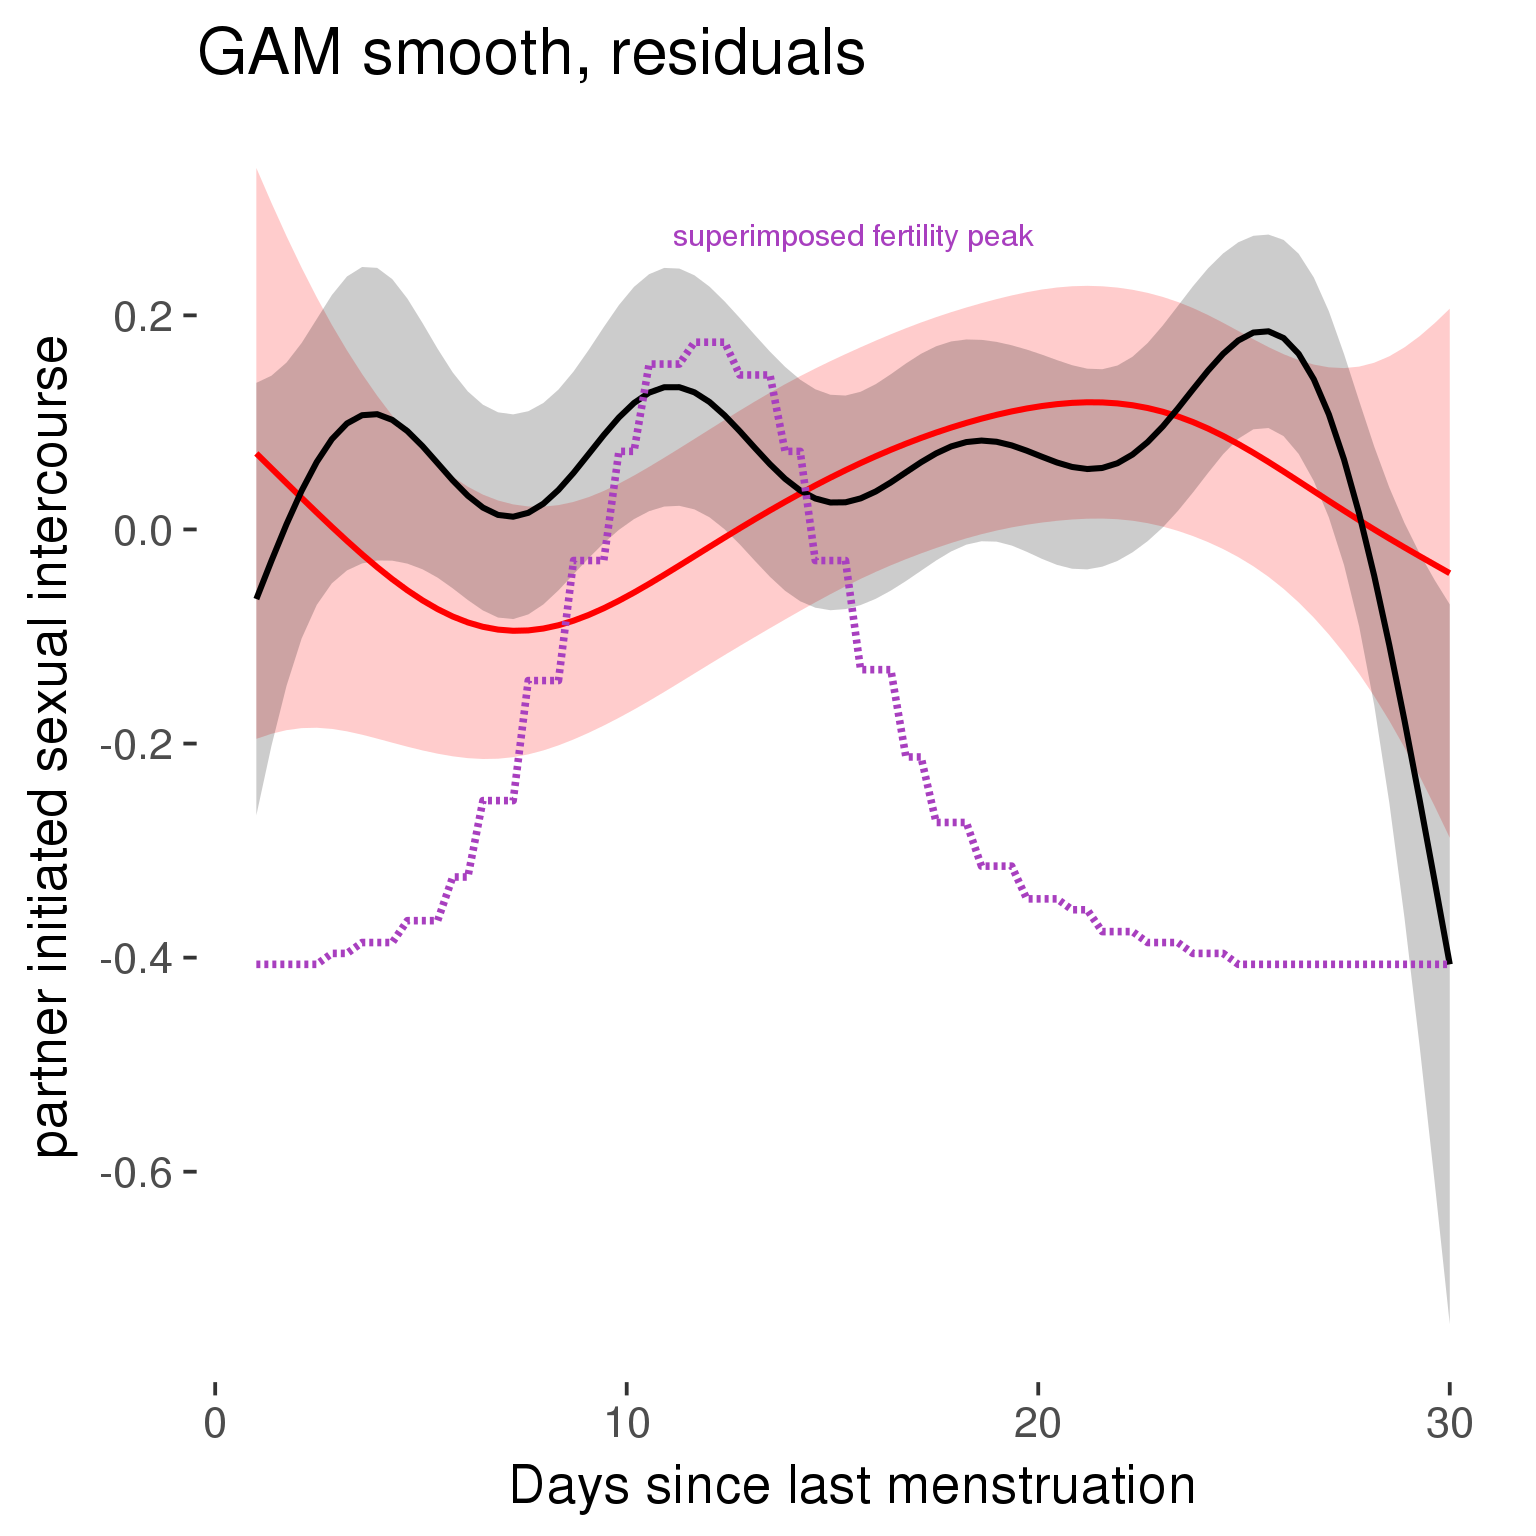 GAM smooth, residuals
superimposed fertility peak
partner initiated sexual intercourse
0.2
0.0
-0.2
-0.4
-0.6
0
10
20
30
Days since last menstruation